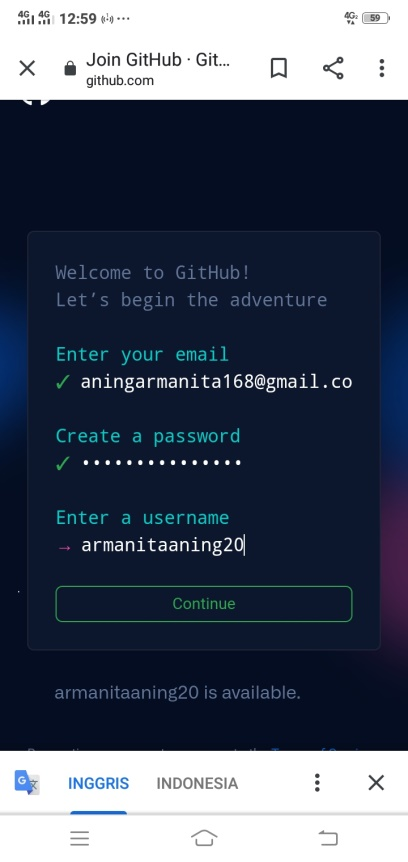 4G 4G 12:59 4G 59
Join GitHub · Git...
github.com
Welcome to GitHub!
Let's begin the adventure
Enter your email
✓ aningarmanita168@gmail.co
Create a password
✓ •••••••••••••••
Enter a username
→ armanitaaning20
Continue
armanitaaning20 is available.
INGGRIS INDONESIA